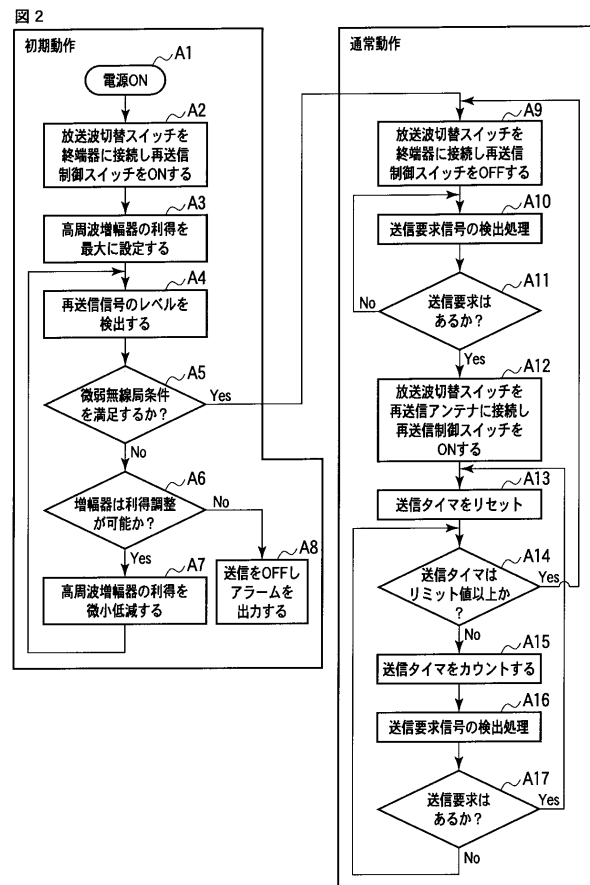 図2
初期動作
A1
電源ON
A2
放送波切替スイッチを
終端器に接続し再送信
制御スイッチをONする
A3
高周波増幅器の利得を
最大に設定する
A4
再送信信号のレベルを
検出する
A5
微弱無線局条件
を満足するか?
Yes
No
A6
増幅器は利得調整
が可能か?
No
Yes
A7
高周波増幅器の利得を
微小低減する
A8
送信をOFFし
アラームを
出力する
通常動作
A9
放送波切替スイッチを
終端器に接続し再送信
制御スイッチをOFFする
A10
送信要求信号の検出処理
A11
送信要求は
あるか?
No
Yes
A12
放送波切替スイッチを
再送信アンテナに接続し
再送信制御スイッチを
ONする
A13
送信タイマをリセット
A14
送信タイマは
リミット値以上か
?
Yes
No
A15
送信タイマをカウントする
A16
送信要求信号の検出処理
A17
送信要求は
あるか?
Yes
No